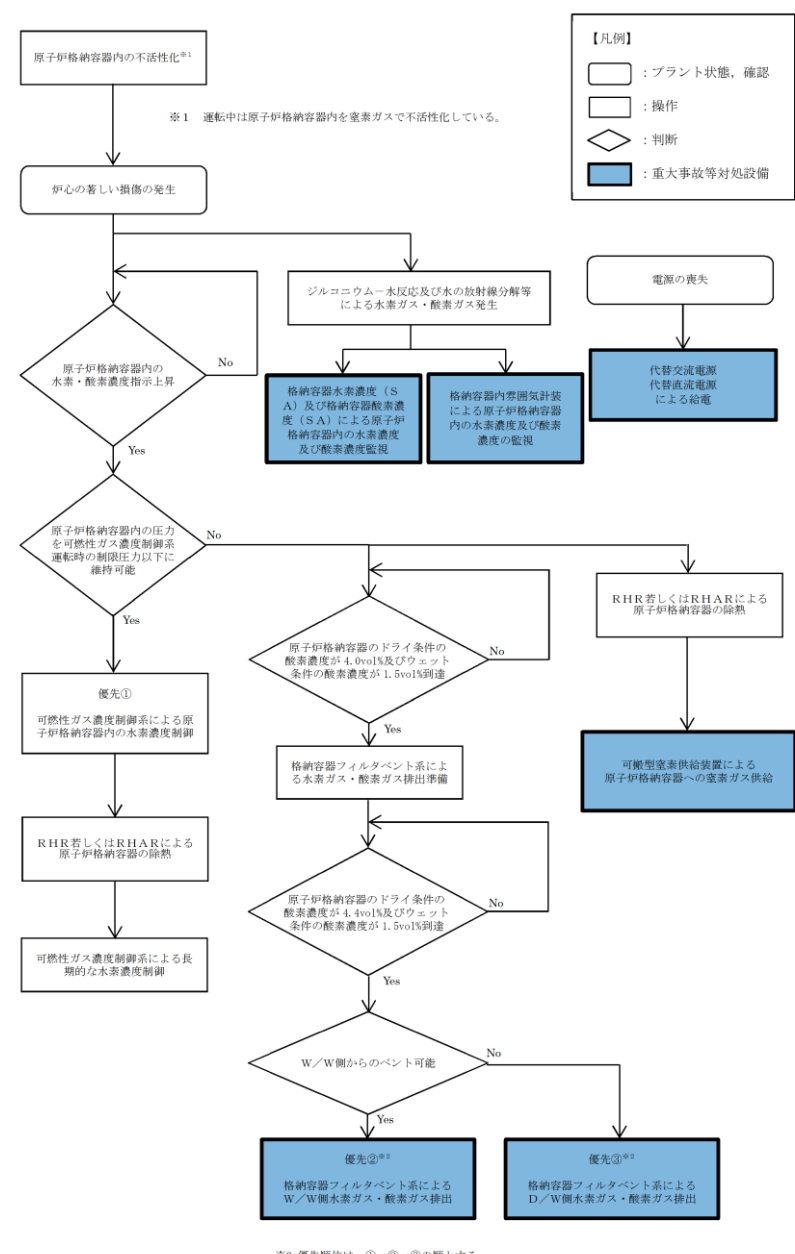 原子炉格納容器内の不活性化※1
※1 運転中は原子炉格納容器内を窒素ガスで不活性化している。
【凡例】
：プラント状態，確認
：操作
：判断
：重大事故等対処設備
炉心の著しい損傷の発生
ジルコニウム－水反応及び水の放射線分解等
による水素ガス・酸素ガス発生
電源の喪失
原子炉格納容器内の
水素・酸素濃度指示上昇
No
Yes
格納容器水素濃度（Ｓ
Ａ）及び格納容器酸素濃
度（ＳＡ）による原子炉
格納容器内の水素濃度
及び酸素濃度監視
格納容器内雰囲気計装
による原子炉格納容器
内の水素濃度及び酸素
濃度の監視
代替交流電源
代替直流電源
による給電
原子炉格納容器内の圧力
を可燃性ガス濃度制御系
運転時の制限圧力以下に
維持可能
No
Yes
ＲＨＲ若しくはＲＨＡＲによる
原子炉格納容器の除熱
原子炉格納容器のドライ条件の
酸素濃度が 4.0vol%及びウェット
条件の酸素濃度が 1.5vol%到達
No
Yes
優先①
可燃性ガス濃度制御系による原
子炉格納容器内の水素濃度制御
格納容器フィルタベント系によ
る水素ガス・酸素ガス排出準備
可搬型窒素供給装置による
原子炉格納容器への窒素ガス供給
ＲＨＲ若しくはＲＨＡＲによる
原子炉格納容器の除熱
原子炉格納容器のドライ条件の
酸素濃度が 4.4vol%及びウェット
条件の酸素濃度が 1.5vol%到達
No
Yes
可燃性ガス濃度制御系による長
期的な水素濃度制御
Ｗ／Ｗ側からのベント可能
No
Yes
優先②※2
格納容器フィルタベント系による
Ｗ／Ｗ側水素ガス・酸素ガス排出
優先③※2
格納容器フィルタベント系による
Ｄ／Ｗ側水素ガス・酸素ガス排出